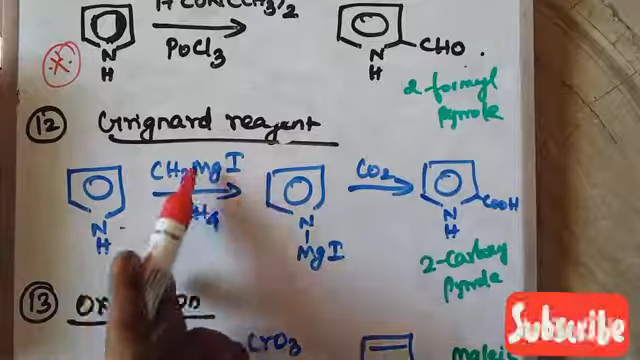 POCl3
N
H
N
H
CHO
2-formyl
pyrrole
12 Grignard reagent
CH3MgI
CO2
N
H
N
MgI
N
H
COOH
2-Carboxy
Pyrrole
13
CrO3
Subscribe